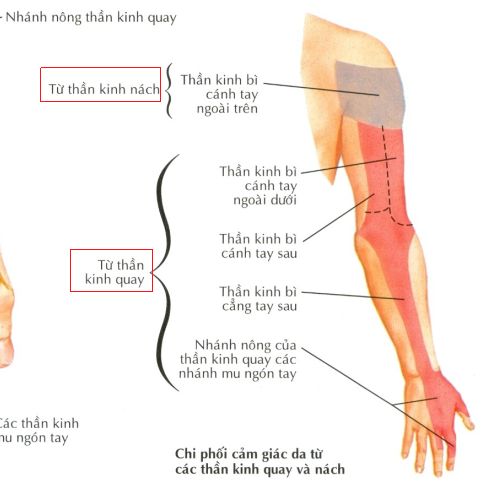 - Nhánh nông thần kinh quay
Từ thần kinh nách
Thần kinh bì
cánh tay
ngoài trên
Thần kinh bì
cánh tay
ngoài dưới
Từ thần
kinh quay
Thần kinh bì
cánh tay sau
Thần kinh bì
cẳng tay sau
Nhánh nông của
thần kinh quay các
nhánh mu ngón tay
Các thần kinh
mu ngón tay
Chi phối cảm giác da từ
các thần kinh quay và nách